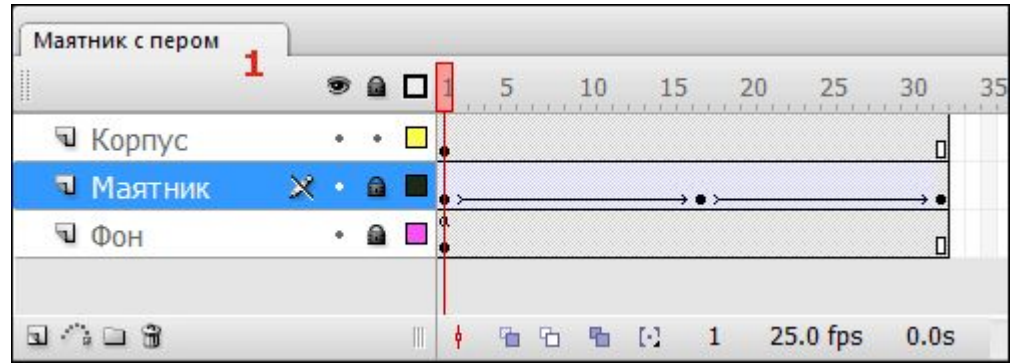 Маятник с пером
1
1 5 10 15 20 25 30 35
Корпус
Маятник
a
Фон
1 25.0 fps 0.0s